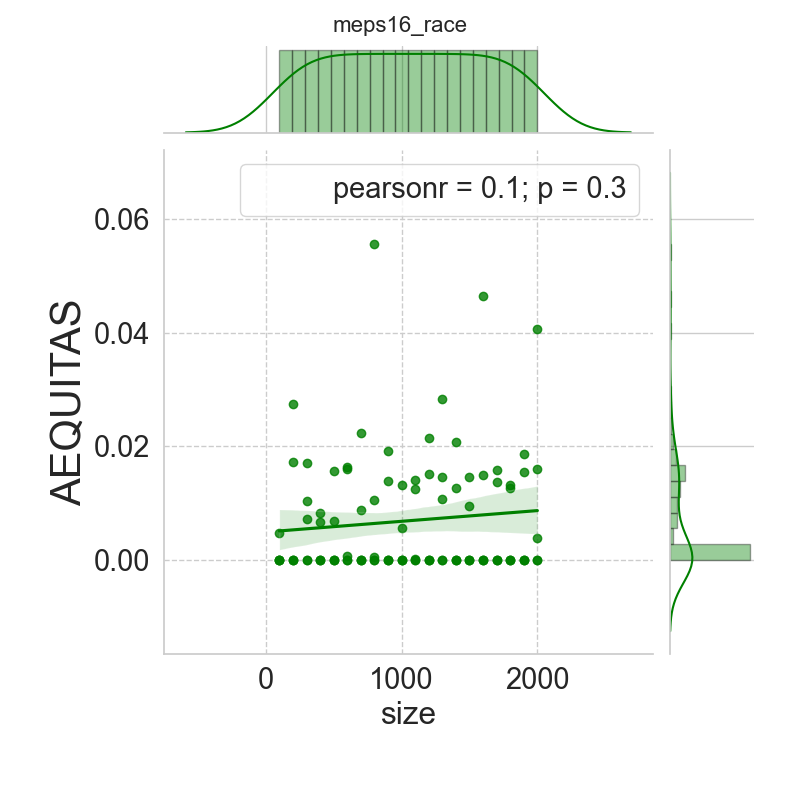 meps16_race
pearsonr = 0.1; p = 0.3
AEQUITAS
0.06
0.04
0.02
0.00
0 1000 2000
size